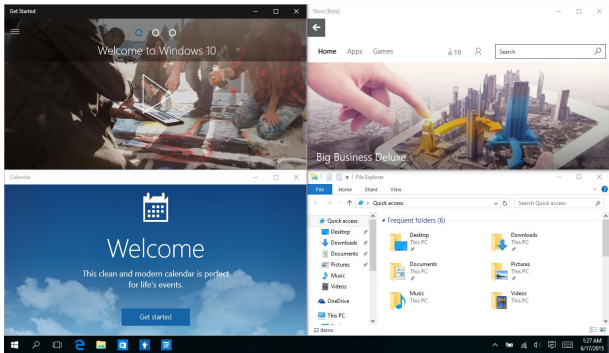 Get Started
Welcome to Windows 10
Store (Beta)
Home Apps Games
19
Search
Big Business Deluxe
Calendar
Welcome
This clean and modern calendar is perfect
for life's events.
Get started
File Explorer
File Home Share View
Quick access
Search Quick access
Quick access
Desktop
Downloads
Documents
Pictures
Music
Videos
OneDrive
This PC
Frequent folders (6)
Desktop
This PC
Downloads
This PC
Documents
This PC
Pictures
This PC
Music
This PC
Videos
This PC
22 items
1:27 AM
6/17/2015